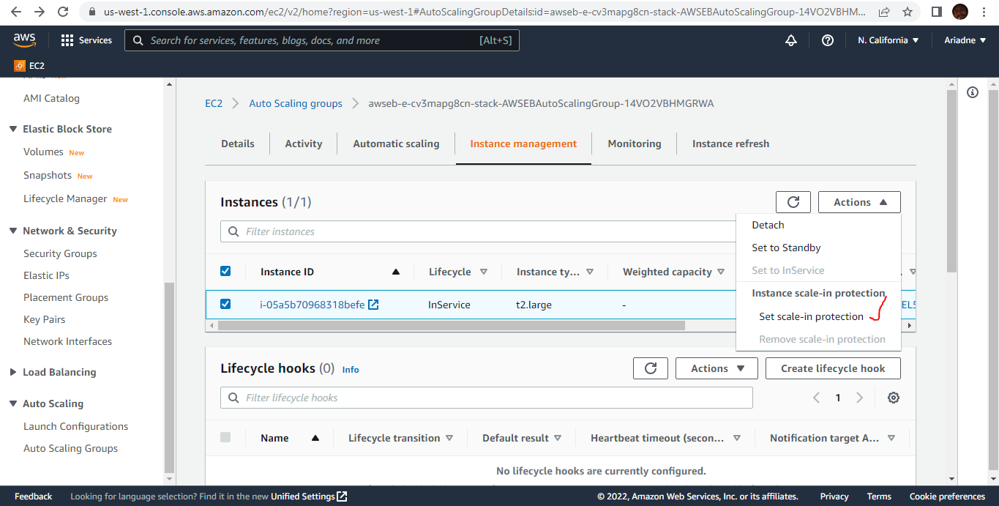 us-west-1.console.aws.amazon.com/ec2/v2/home?region=us-west-1#AutoScalingGroupDetails:id=awseb-e-cv3mapg8cn-stack-AWSEBAutoScalingGroup-14VO2VBHM...
aws Services Search for services, features, blogs, docs, and more [Alt+S] N. California Ariadne
EC2
New
AMI Catalog
Elastic Block Store
Volumes New
Snapshots New
Lifecycle Manager New
Network & Security
Security Groups
Elastic IPs
Placement Groups
Key Pairs
Network Interfaces
Load Balancing
Auto Scaling
Launch Configurations
Auto Scaling Groups
EC2 Auto Scaling groups awseb-e-cv3mapg8cn-stack-AWSEBAutoScalingGroup-14VO2VBHMGRWA
Details Activity Automatic scaling Instance management Monitoring Instance refresh
Instances (1/1) Actions
Filter instances
Instance ID Lifecycle Instance ty... Weighted capacity
i-05a5b70968318befe InService t2.large - EL5
Detach
Set to Standby
Set to InService
Instance scale-in protection
Set scale-in protection
Remove scale-in protection
Lifecycle hooks (0) Info Actions Create lifecycle hook
Filter lifecycle hooks 1
Name Lifecycle transition Default result Heartbeat timeout (secon... Notification target A...
No lifecycle hooks are currently configured.
Feedback Looking for language selection? Find it in the new Unified Settings © 2022, Amazon Web Services, Inc. or its affiliates. Privacy Terms Cookie preferences